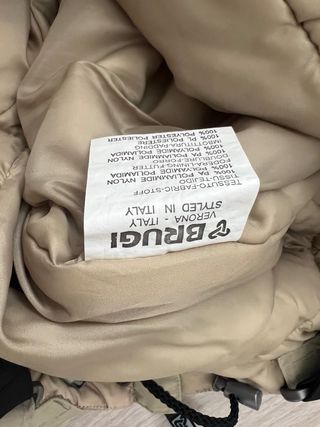 BRUGI
VERONA - ITALY
STYLED IN ITALY
TESSUTO-FABRIC-STOFF
TISSU-TEJIDO
100% PA POLYAMIDE NYLON
100% PA POLIAMMIDE POLIAMIDA
FODERA-LINING-FUTTER
DOUBLURE-FORRO
100% PA POLYAMIDE NYLON
100% PA POLIAMMIDE POLIAMIDA
IMBOTTITURA-PADDING
100% PL POLIESTERE
100% POLYESTER POLIESTER